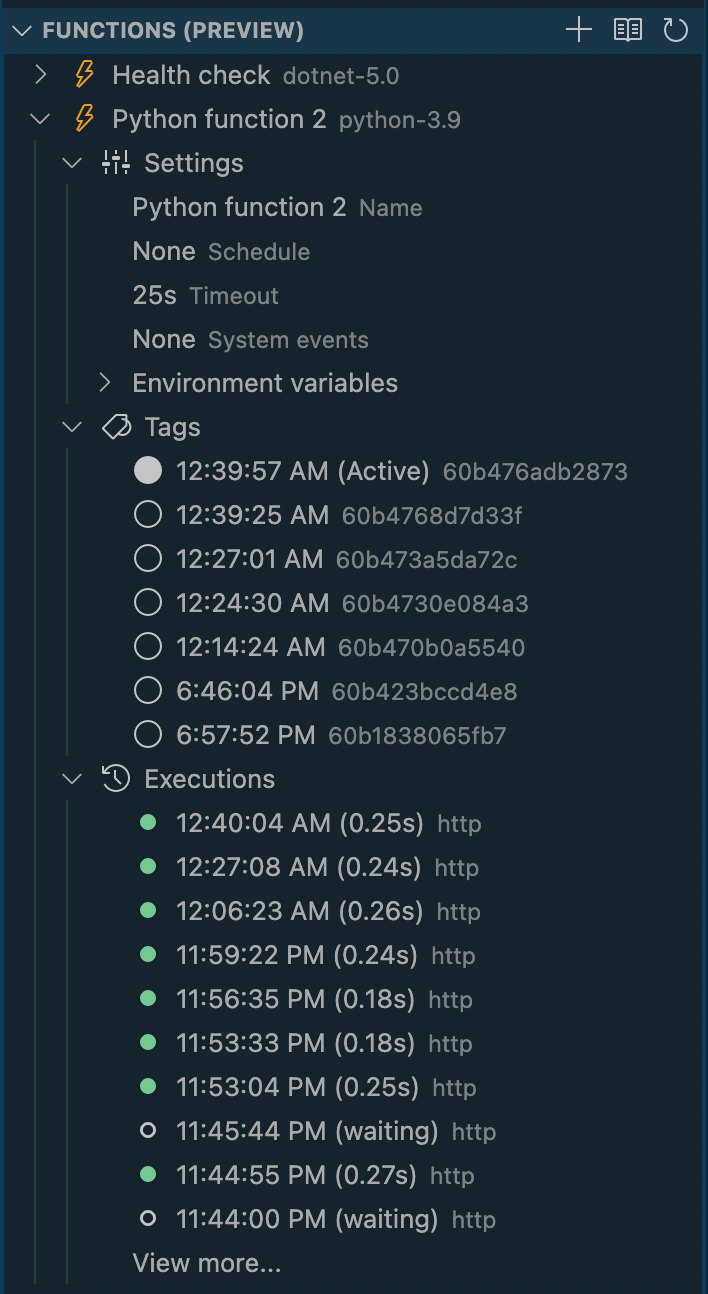 FUNCTIONS (PREVIEW)
Health check dotnet-5.0
Python function 2 python-3.9
Settings
Python function 2 Name
None Schedule
25s Timeout
None System events
Environment variables
Tags
12:39:57 AM (Active) 60b476adb2873
12:39:25 AM 60b4768d7d33f
12:27:01 AM 60b473a5da72c
12:24:30 AM 60b4730e084a3
12:14:24 AM 60b470b0a5540
6:46:04 PM 60b423bccd4e8
6:57:52 PM 60b1838065fb7
Executions
12:40:04 AM (0.25s) http
12:27:08 AM (0.24s) http
12:06:23 AM (0.26s) http
11:59:22 PM (0.24s) http
11:56:35 PM (0.18s) http
11:53:33 PM (0.18s) http
11:53:04 PM (0.25s) http
11:45:44 PM (waiting) http
11:44:55 PM (0.27s) http
11:44:00 PM (waiting) http
View more...